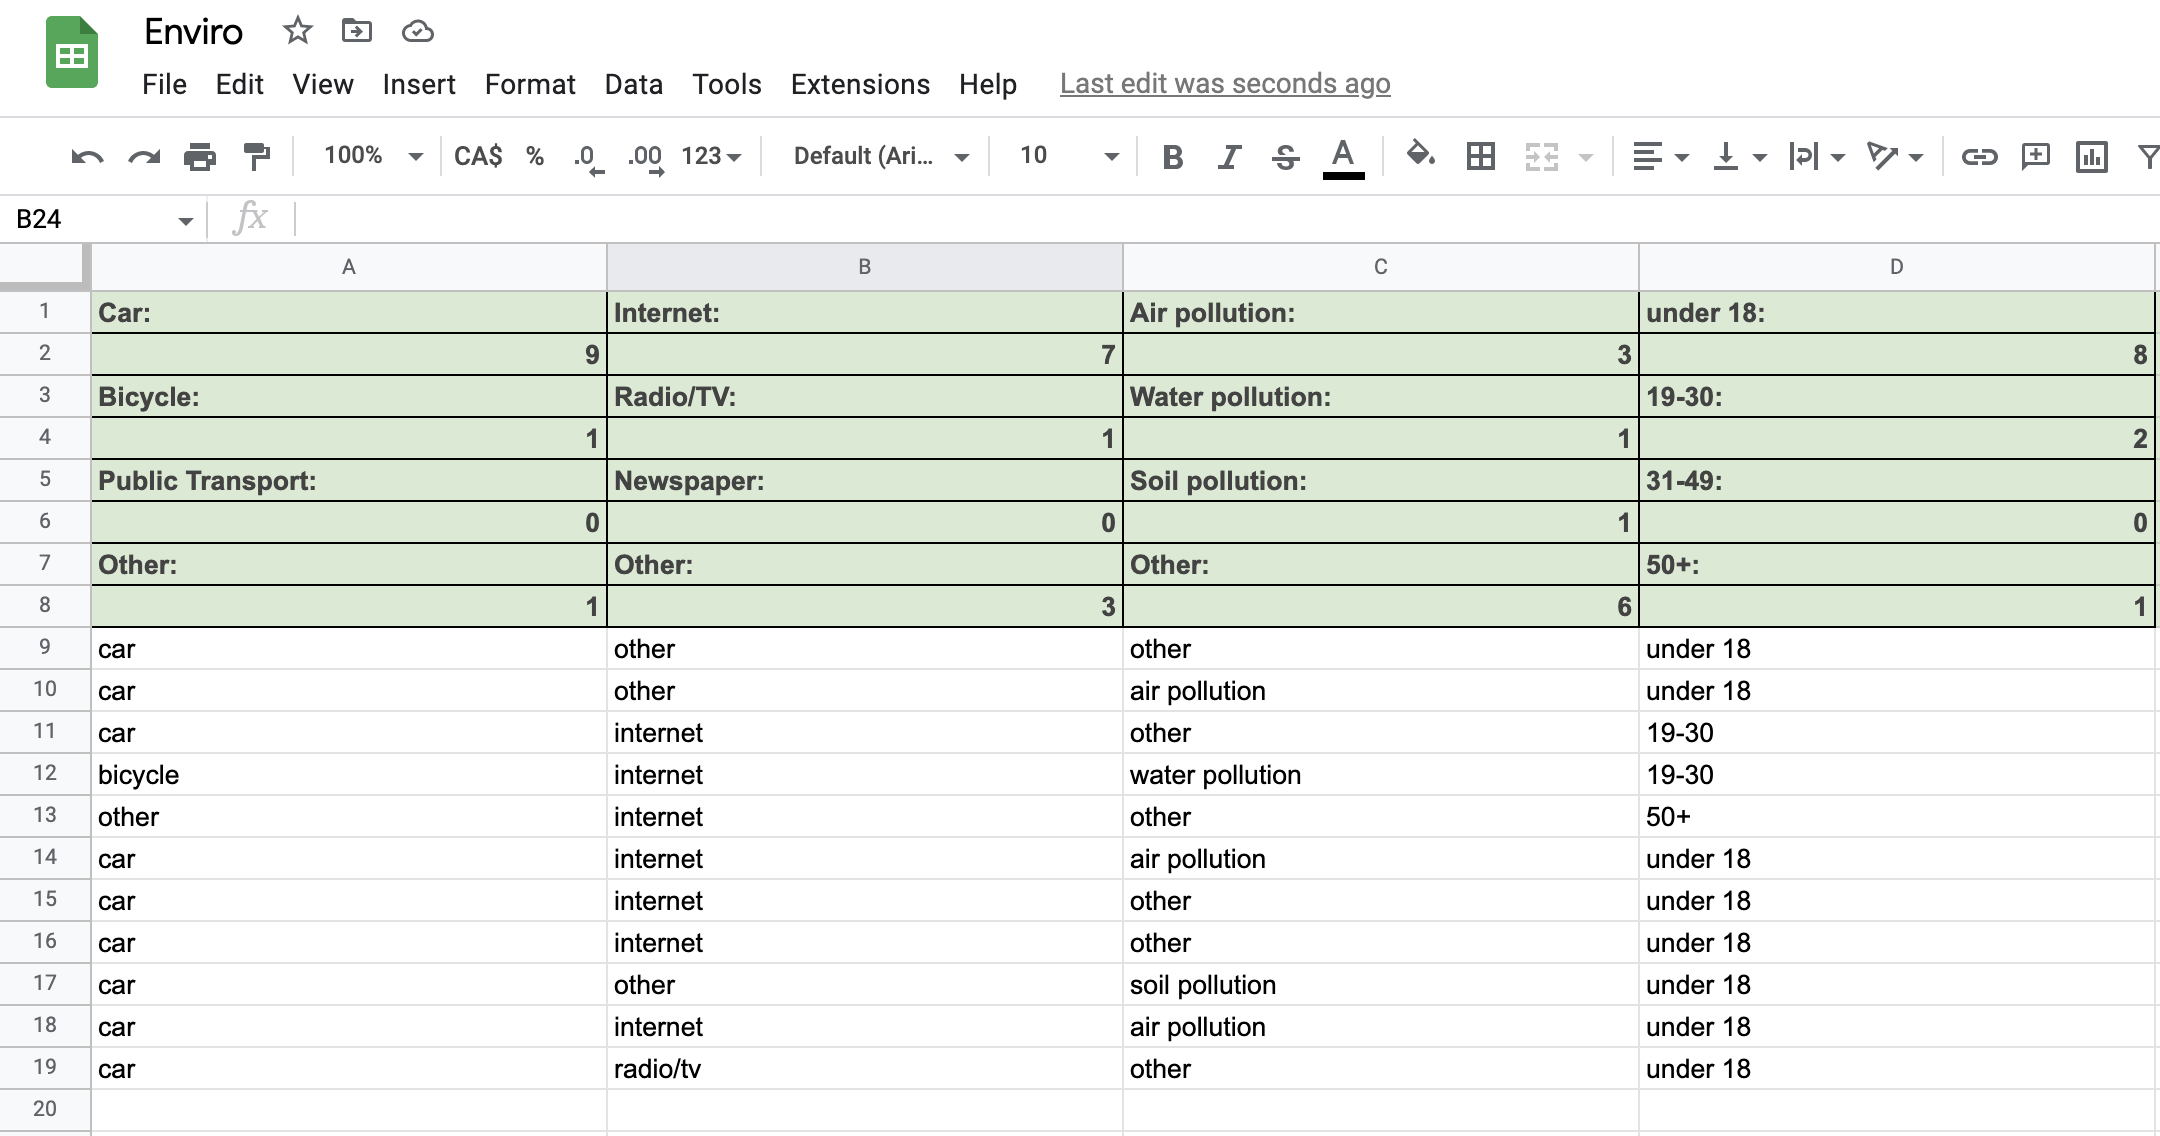 Enviro
File Edit View Insert Format Data Tools Extensions Help Last edit was seconds ago
100% CA$ % .0 .00 123 Default (Ari... 10 B I S A
B24 fx
A B C D
1 Car: Internet: Air pollution: under 18:
2 9 7 3 8
3 Bicycle: Radio/TV: Water pollution: 19-30:
4 1 1 1 2
5 Public Transport: Newspaper: Soil pollution: 31-49:
6 0 0 1 0
7 Other: Other: Other: 50+:
8 1 3 6 1
9 car other other under 18
10 car other air pollution under 18
11 car internet other 19-30
12 bicycle internet water pollution 19-30
13 other internet other 50+
14 car internet air pollution under 18
15 car internet other under 18
16 car internet other under 18
17 car other soil pollution under 18
18 car internet air pollution under 18
19 car radio/tv other under 18
20